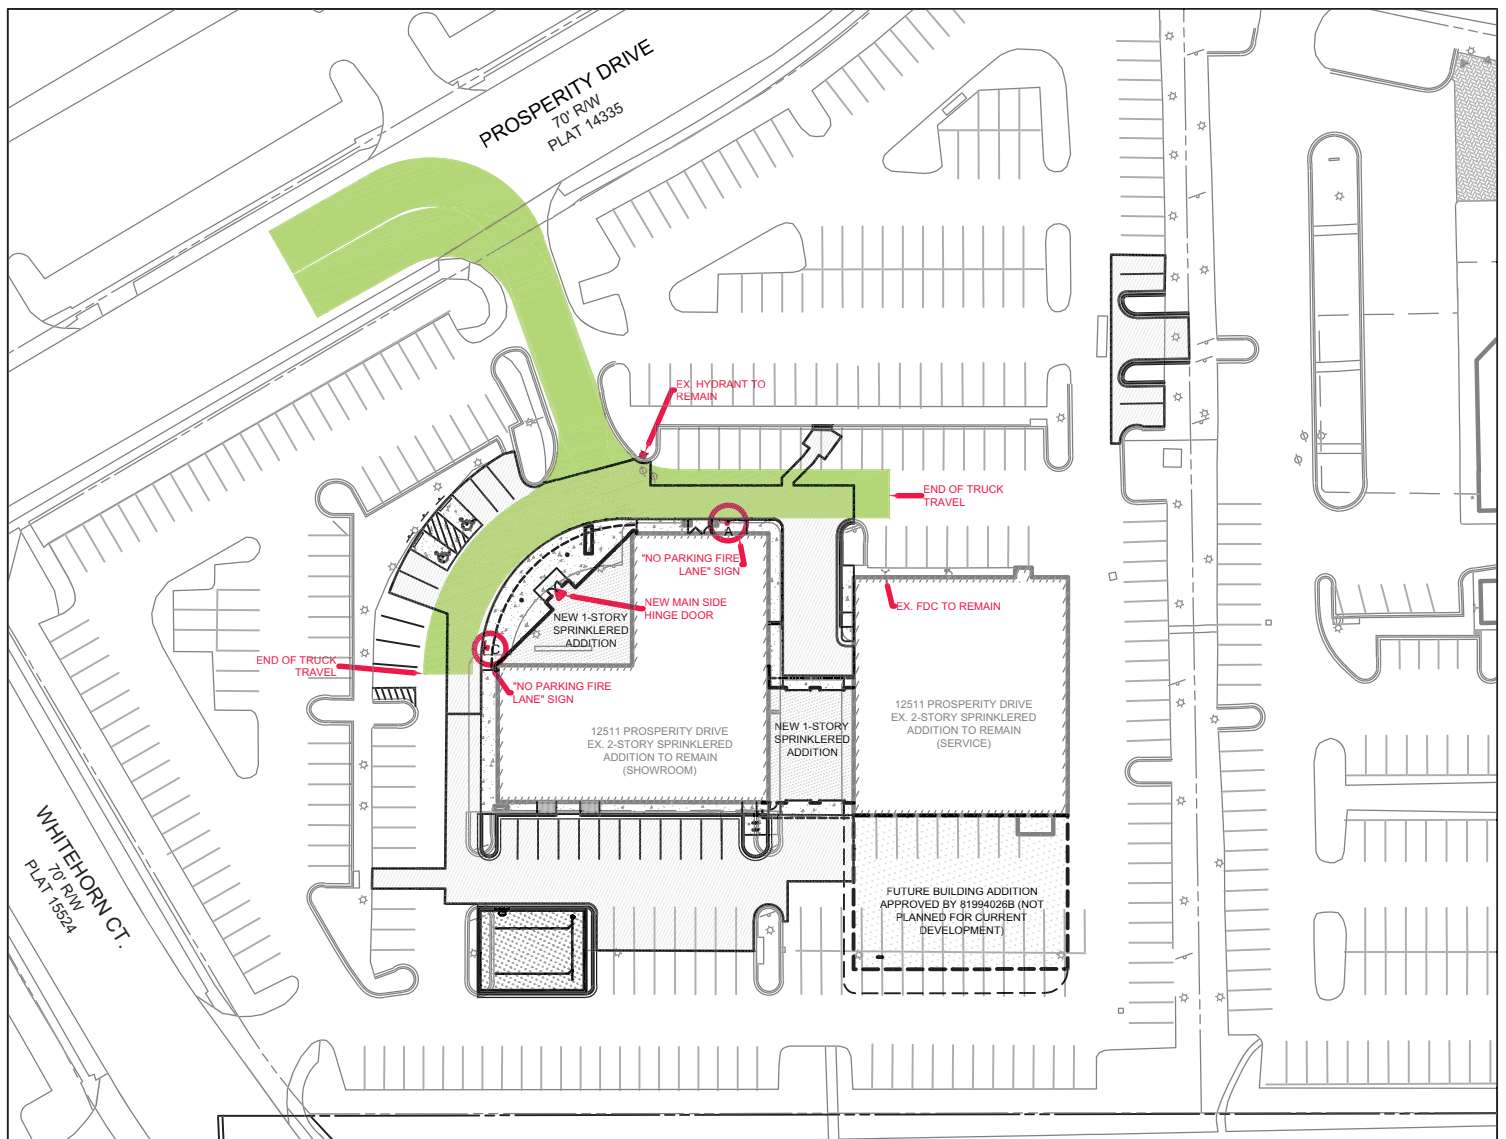 PROSPERITY DRIVE
70' R/W
PLAT 14335
EX. HYDRANT TO
REMAIN
END OF TRUCK
TRAVEL
A
"NO PARKING FIRE
LANE" SIGN
NEW MAIN SIDE
HINGE DOOR
EX. FDC TO REMAIN
NEW 1-STORY
SPRINKLERED
ADDITION
C
END OF TRUCK
TRAVEL
"NO PARKING FIRE
LANE" SIGN
12511 PROSPERITY DRIVE
EX. 2-STORY SPRINKLERED
ADDITION TO REMAIN
(SHOWROOM)
NEW 1-STORY
SPRINKLERED
ADDITION
12511 PROSPERITY DRIVE
EX. 2-STORY SPRINKLERED
ADDITION TO REMAIN
(SERVICE)
WHITEHORN CT.
70' R/W
PLAT 15524
FUTURE BUILDING ADDITION
APPROVED BY 81994026B (NOT
PLANNED FOR CURRENT
DEVELOPMENT)